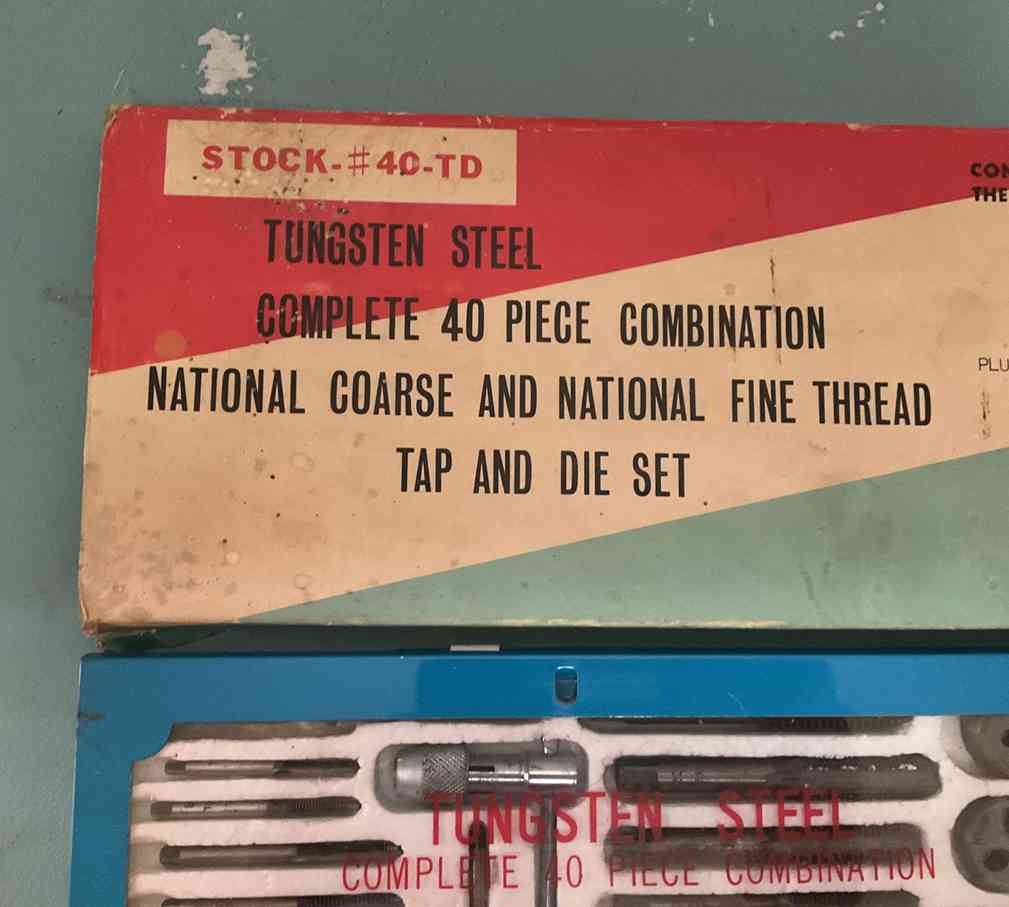 STOCK-#40-TD
TUNGSTEN STEEL
COMPLETE 40 PIECE COMBINATION
NATIONAL COARSE AND NATIONAL FINE THREAD
TAP AND DIE SET
THE
TUNGSTEN STEEL
COMPLETE 40 PIECE COMBINATION